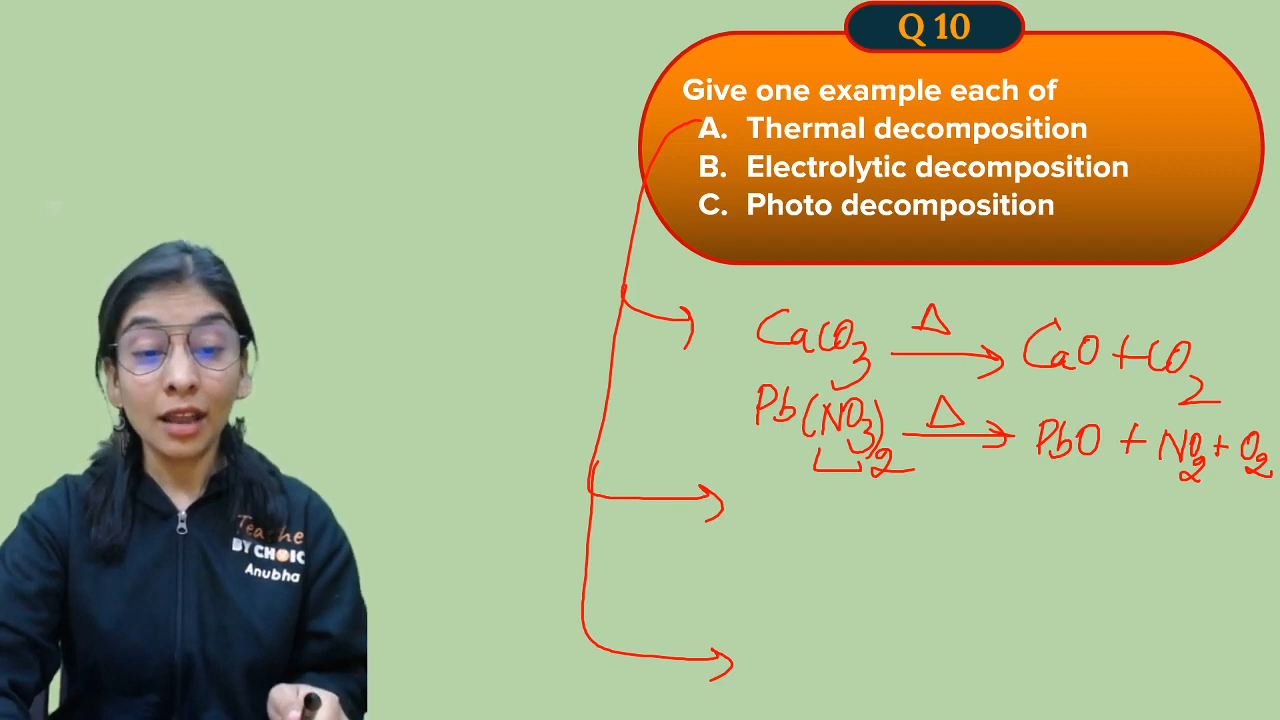 Q 10
Give one example each of
A. Thermal decomposition
B. Electrolytic decomposition
C. Photo decomposition
CaCO3 Δ→ CaO + CO2
Pb(NO3)2 Δ→ PbO + NO2 + O2
Teache
BY CHOIC
Anubha